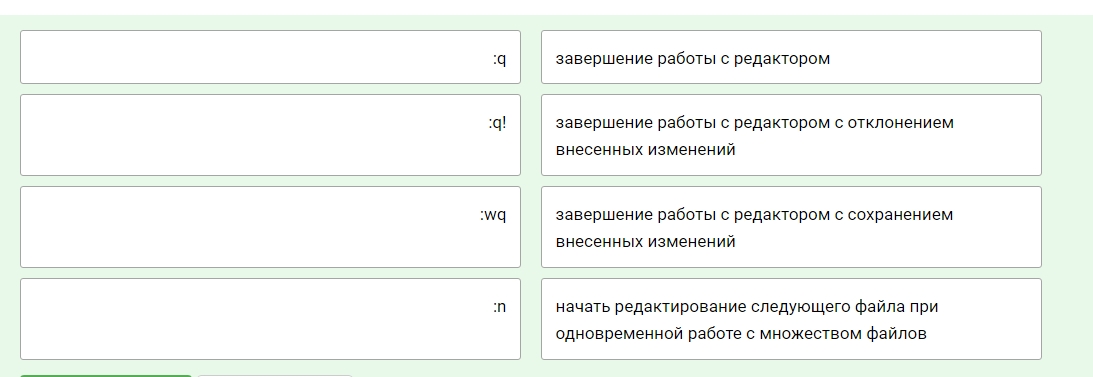 :q
завершение работы с редактором
:q!
завершение работы с редактором с отклонением
внесенных изменений
:wq
завершение работы с редактором с сохранением
внесенных изменений
:n
начать редактирование следующего файла при
одновременной работе с множеством файлов